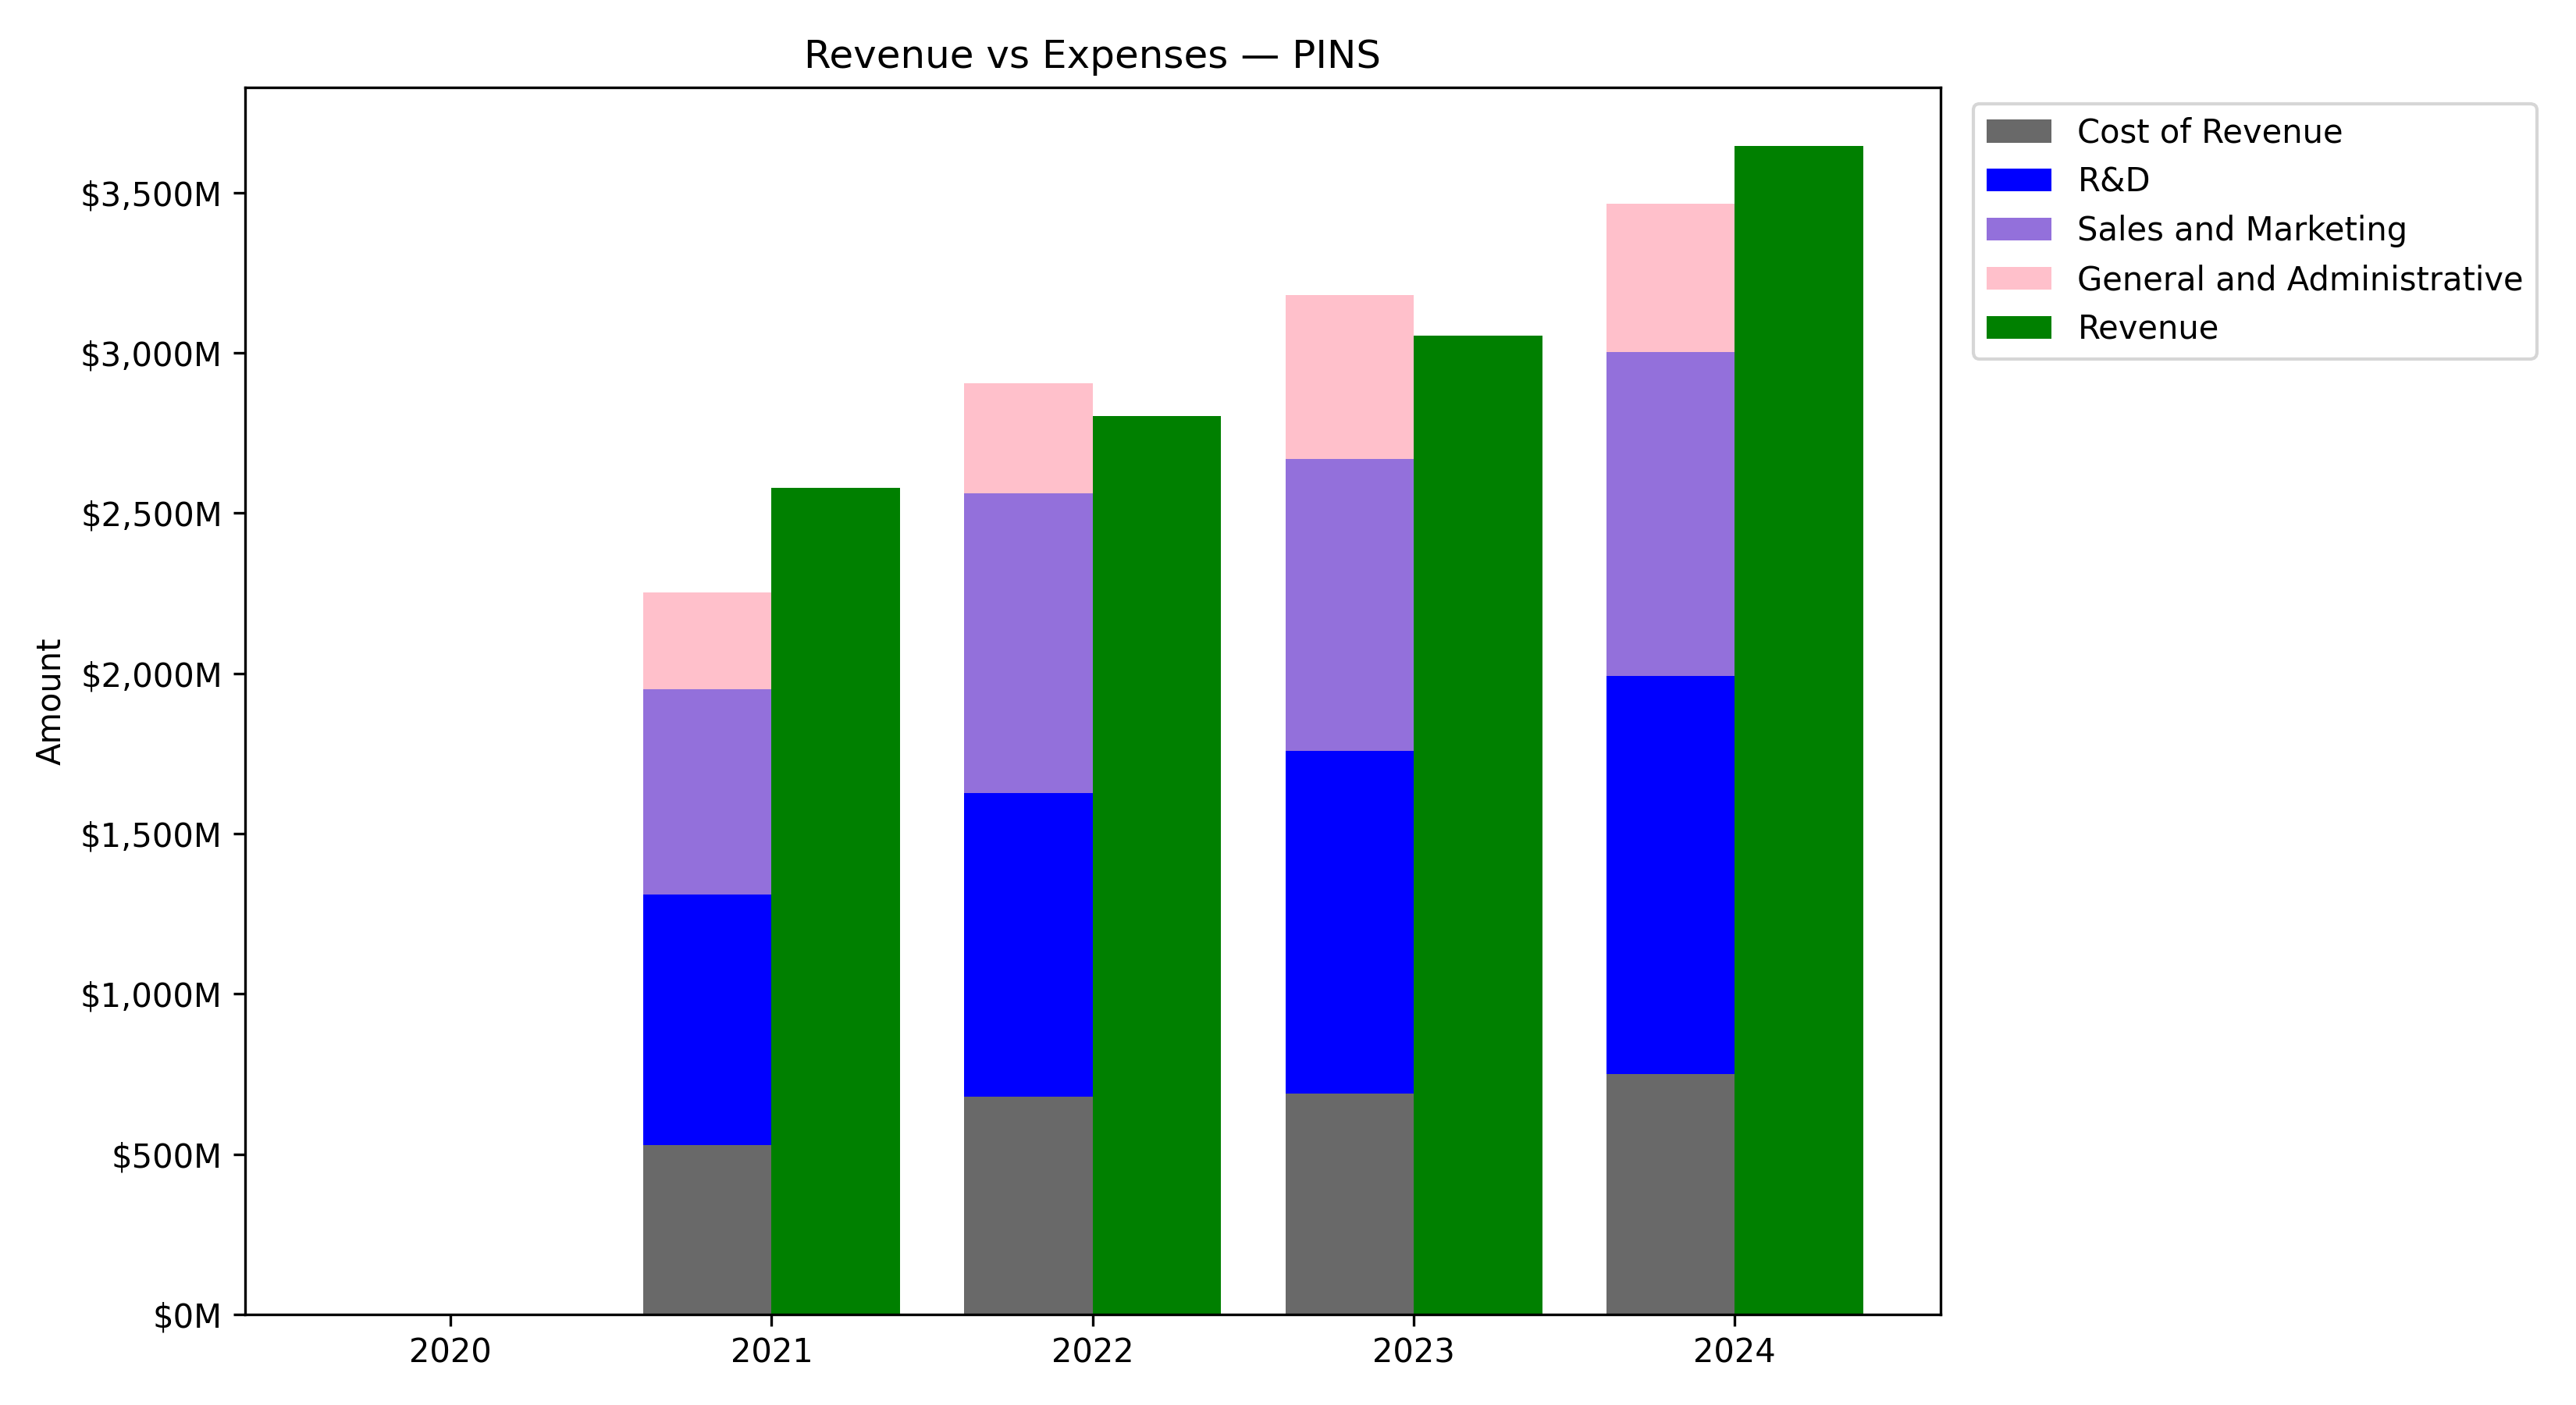 Revenue vs Expenses — PINS
Cost of Revenue
R&D
Sales and Marketing
General and Administrative
Revenue
Amount
$3,500M
$3,000M
$2,500M
$2,000M
$1,500M
$1,000M
$500M
$0M
2020 2021 2022 2023 2024